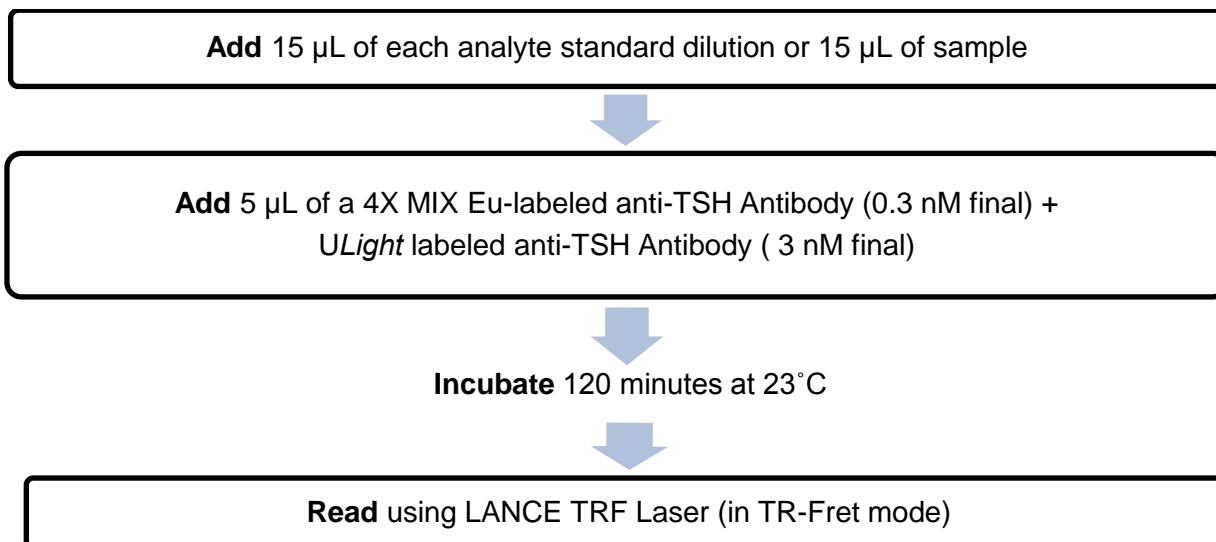 Add 15 µL of each analyte standard dilution or 15 µL of sample
Add 5 µL of a 4X MIX Eu-labeled anti-TSH Antibody (0.3 nM final) +
ULight labeled anti-TSH Antibody ( 3 nM final)
Incubate 120 minutes at 23˚C
Read using LANCE TRF Laser (in TR-Fret mode)